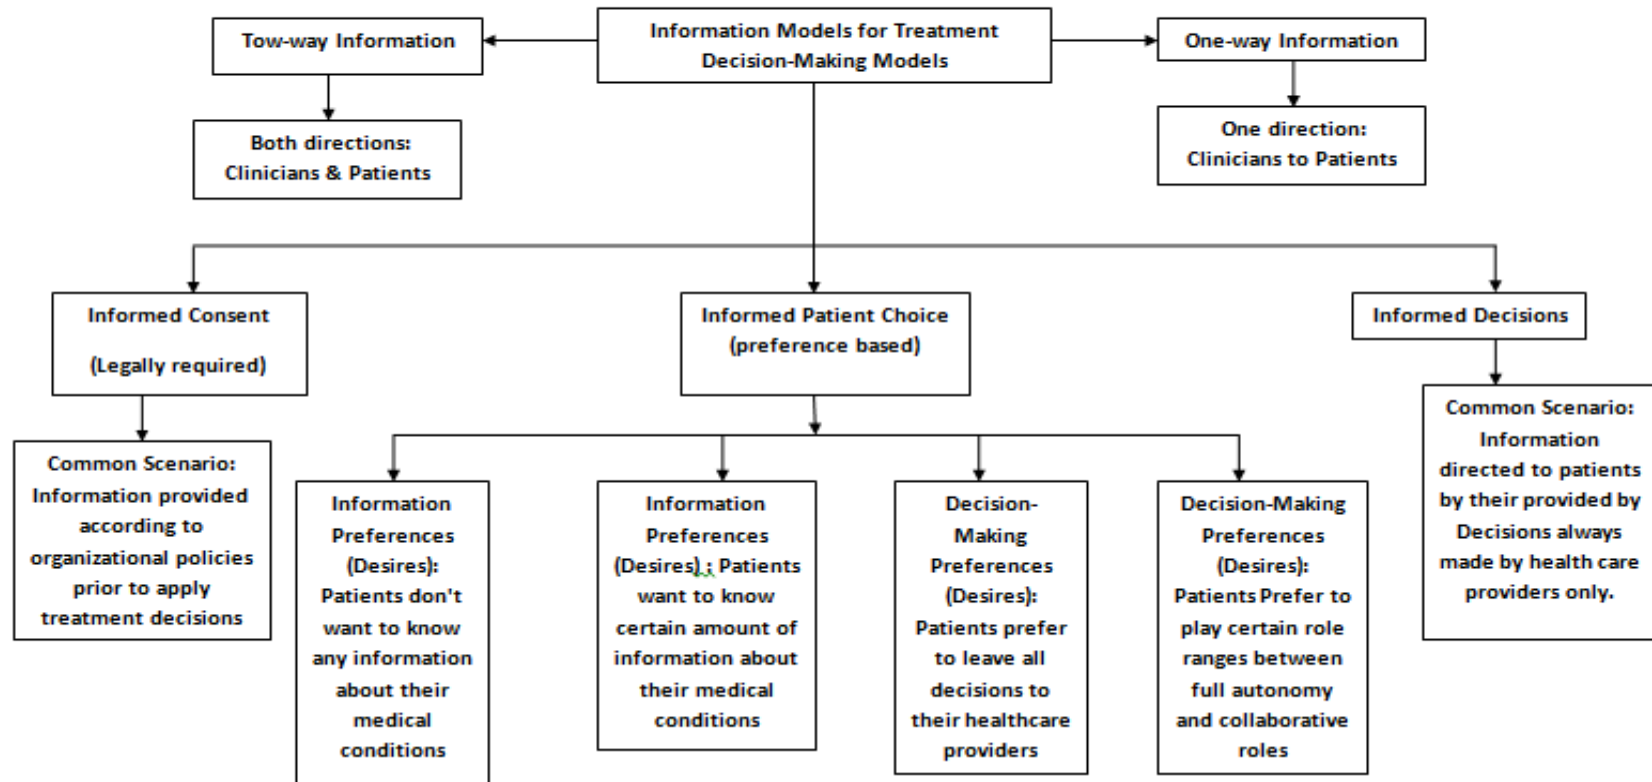 Tow-way Information
Information Models for Treatment
Decision-Making Models
One-way Information
Both directions:
Clinicians & Patients
One direction:
Clinicians to Patients
Informed Consent
(Legally required)
Informed Patient Choice
(preference based)
Informed Decisions
Common Scenario:
Information provided
according to
organizational policies
prior to apply
treatment decisions
Information
Preferences
(Desires):
Patients don't
want to know
any information
about their
medical
conditions
Information
Preferences
(Desires) : Patients
want to know
certain amount of
information about
their medical
conditions
Decision-
Making
Preferences
(Desires):
Patients prefer
to leave all
decisions to
their healthcare
providers
Decision-Making
Preferences
(Desires):
Patients Prefer to
play certain role
ranges between
full autonomy
and collaborative
roles
Common Scenario:
Information
directed to patients
by their provided by
Decisions always
made by health care
providers only.